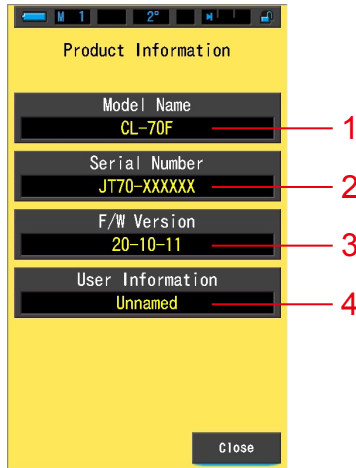 M 1 2°
Product Information
Model Name
CL-70F
1
Serial Number
JT70-XXXXXX
2
F/W Version
20-10-11
3
User Information
Unnamed
4
Close